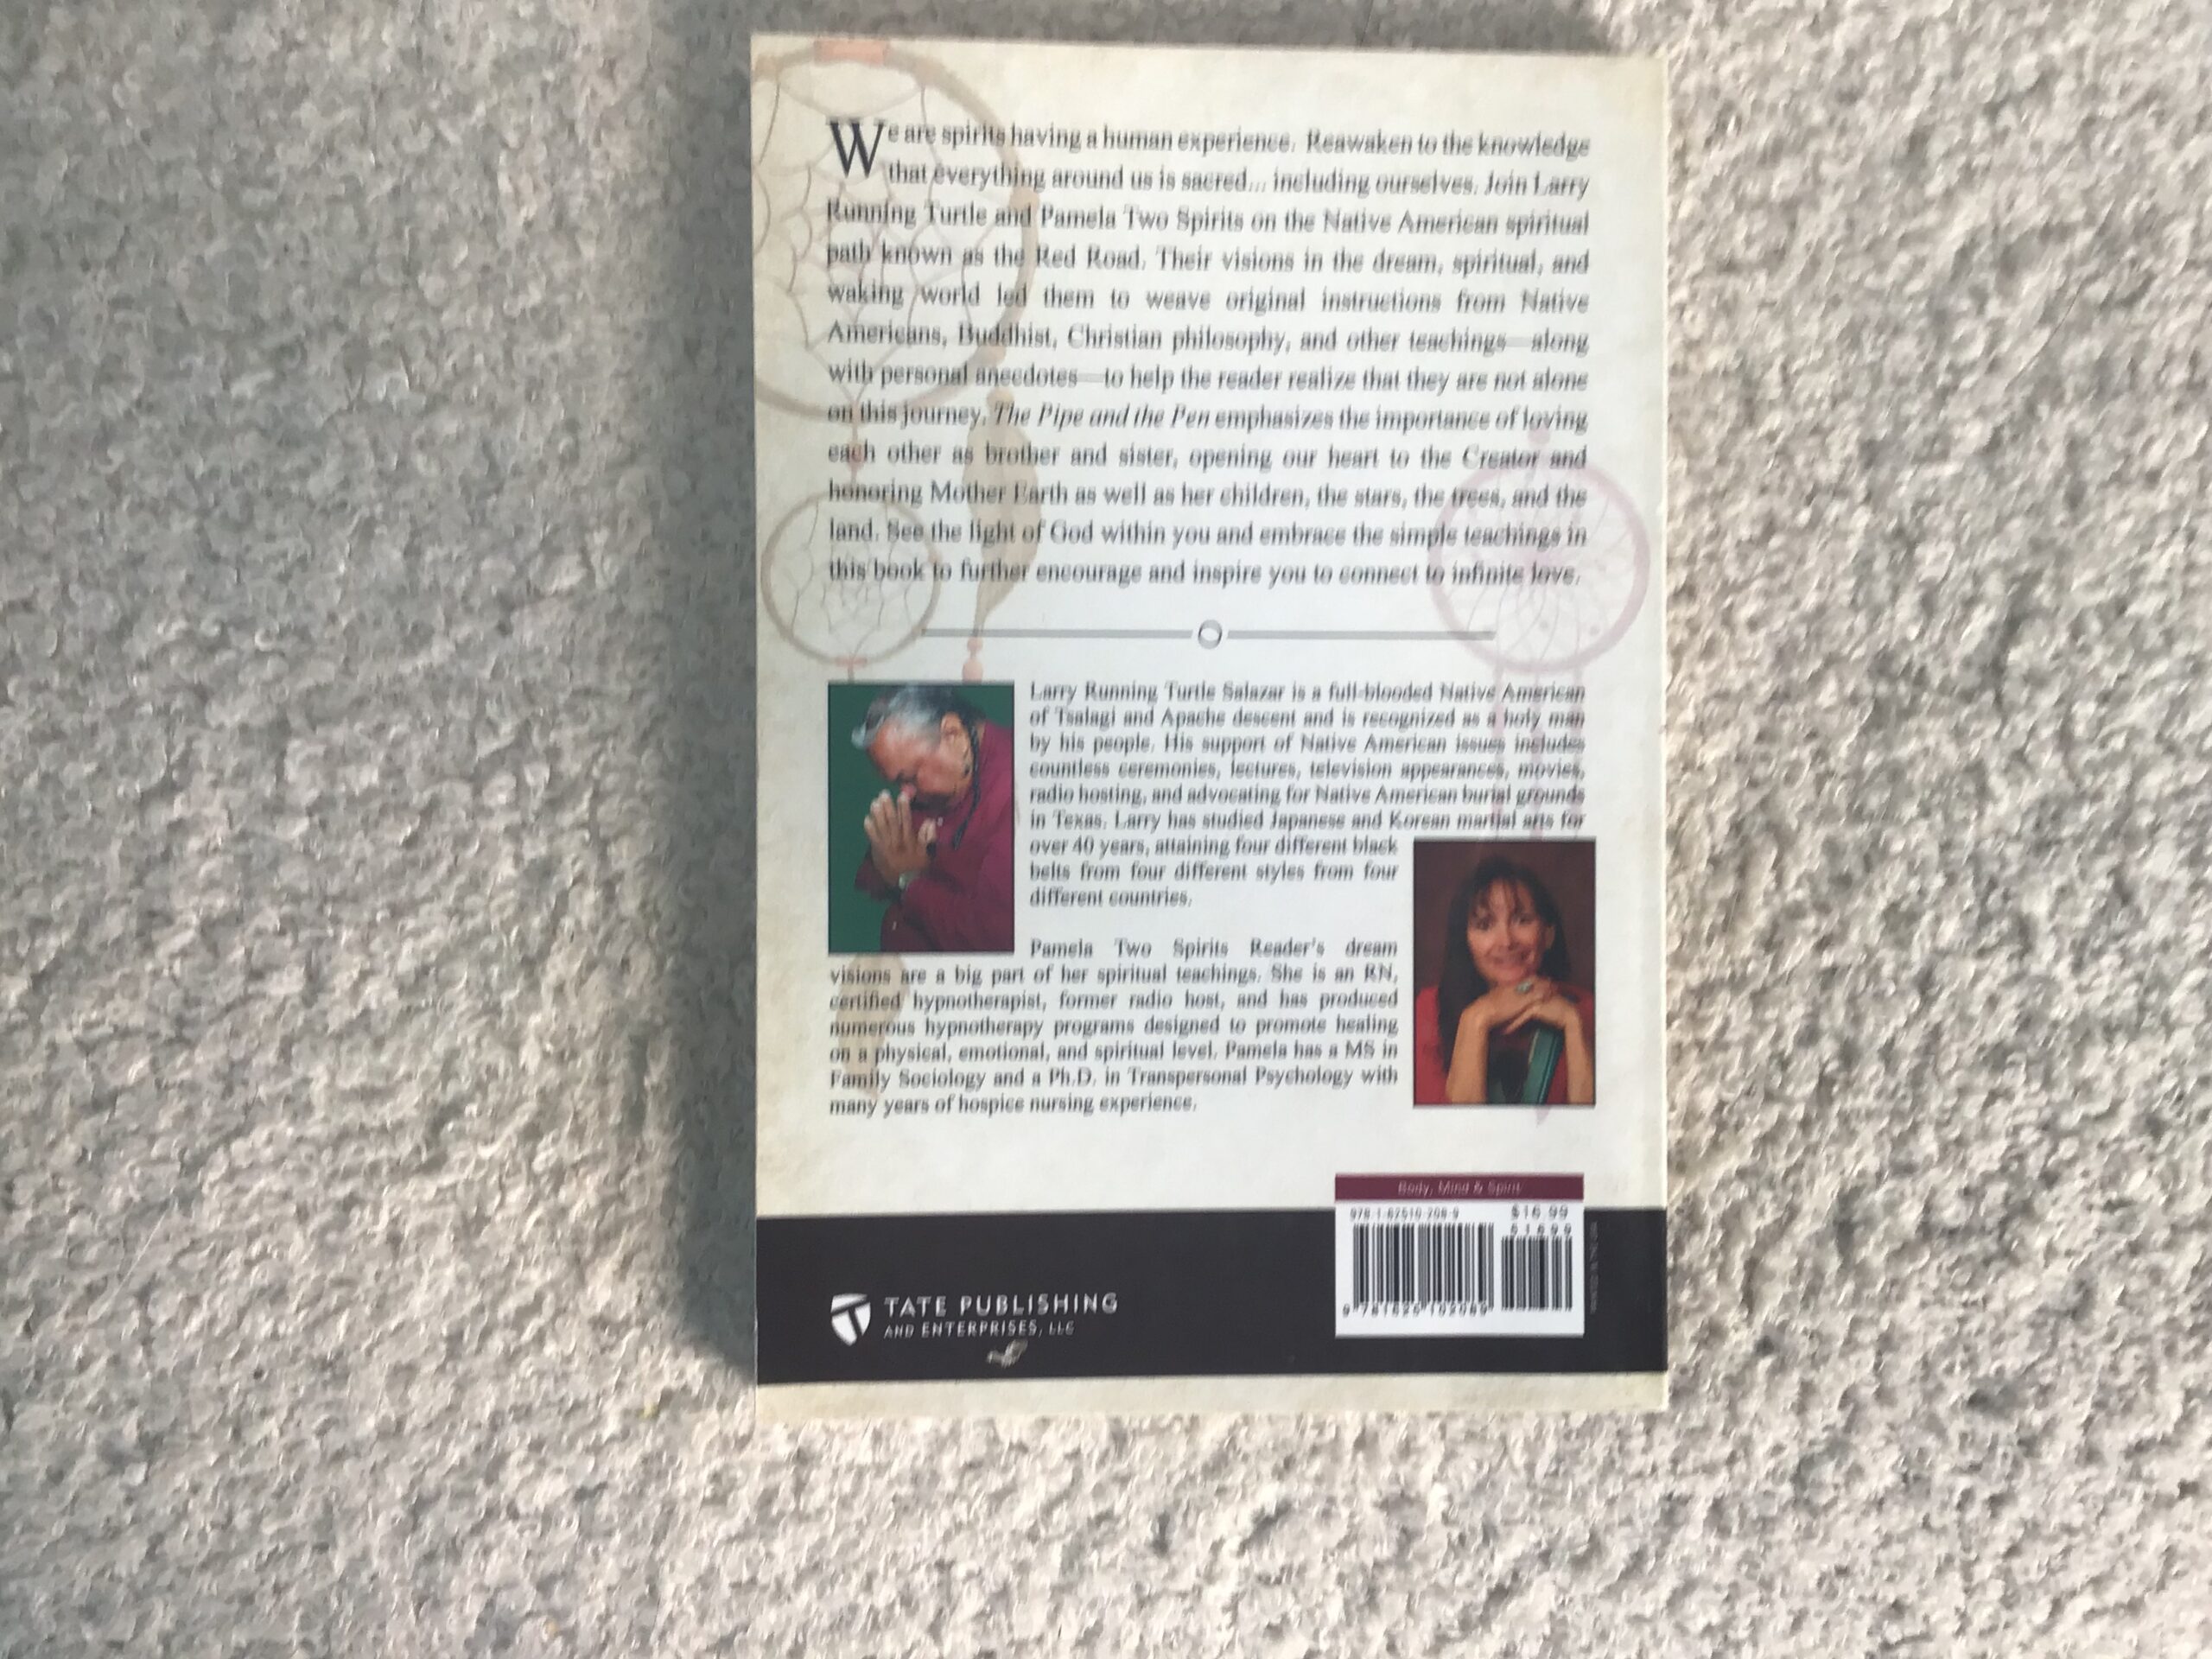 We are spirits having a human experience. Reawaken to the knowledge
that everything around us is sacred... including ourselves. Join Larry
Running Turtle and Pamela Two Spirits on the Native American spiritual
path known as the Red Road. Their visions in the dream, spiritual, and
waking world led them to weave original instructions from Native
Americans, Buddhist, Christian philosophy, and other teachings—along
with personal anecdotes—to help the reader realize that they are not alone
on this journey. The Pipe and the Pen emphasizes the importance of loving
each other as brother and sister, opening our heart to the Creator and
honoring Mother Earth as well as her children, the stars, the trees, and the
land. See the light of God within you and embrace the simple teachings in
this book to further encourage and inspire you to connect to infinite love.
Larry Running Turtle Salazar is a full-blooded Native American
of Tsalagi and Apache descent and is recognized as a holy man
by his people. His support of Native American issues includes
countless ceremonies, lectures, television appearances, movies,
radio hosting, and advocating for Native American burial grounds
in Texas. Larry has studied Japanese and Korean martial arts for
over 40 years, attaining four different black
belts from four different styles from four
different countries.
Pamela Two Spirits Reader's dream
visions are a big part of her spiritual teachings. She is an RN,
certified hypnotherapist, former radio host, and has produced
numerous hypnotherapy programs designed to promote healing
on a physical, emotional, and spiritual level. Pamela has a MS in
Family Sociology and a Ph.D. in Transpersonal Psychology with
many years of hospice nursing experience.
Body, Mind & Spirit
978-1-62510-208-9 $16.99
51699
9 781625 102089
TATE PUBLISHING
AND ENTERPRISES, LLC